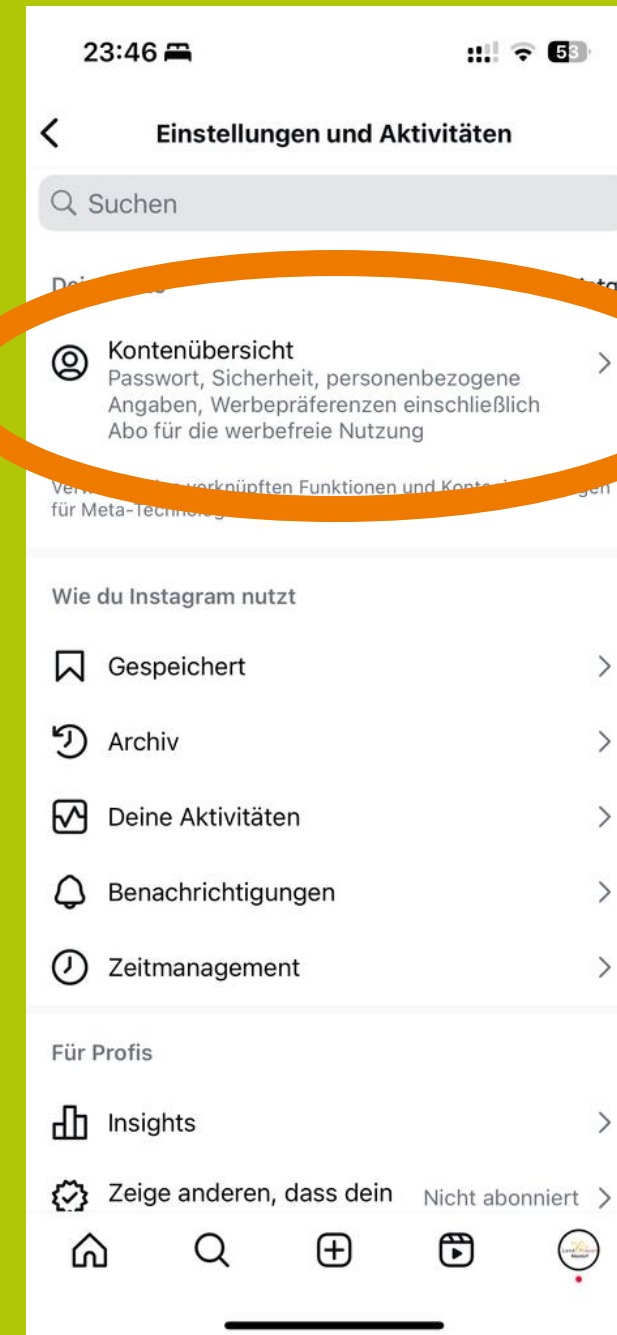 23:46
53
Einstellungen und Aktivitäten
Suchen
Kontenübersicht
Passwort, Sicherheit, personenbezogene
Angaben, Werbepräferenzen einschließlich
Abo für die werbefreie Nutzung
verknüpften Funktionen und
für
Wie du Instagram nutzt
Gespeichert
Archiv
Deine Aktivitäten
Benachrichtigungen
Zeitmanagement
Für Profis
Insights
Zeige anderen, dass dein Nicht abonniert